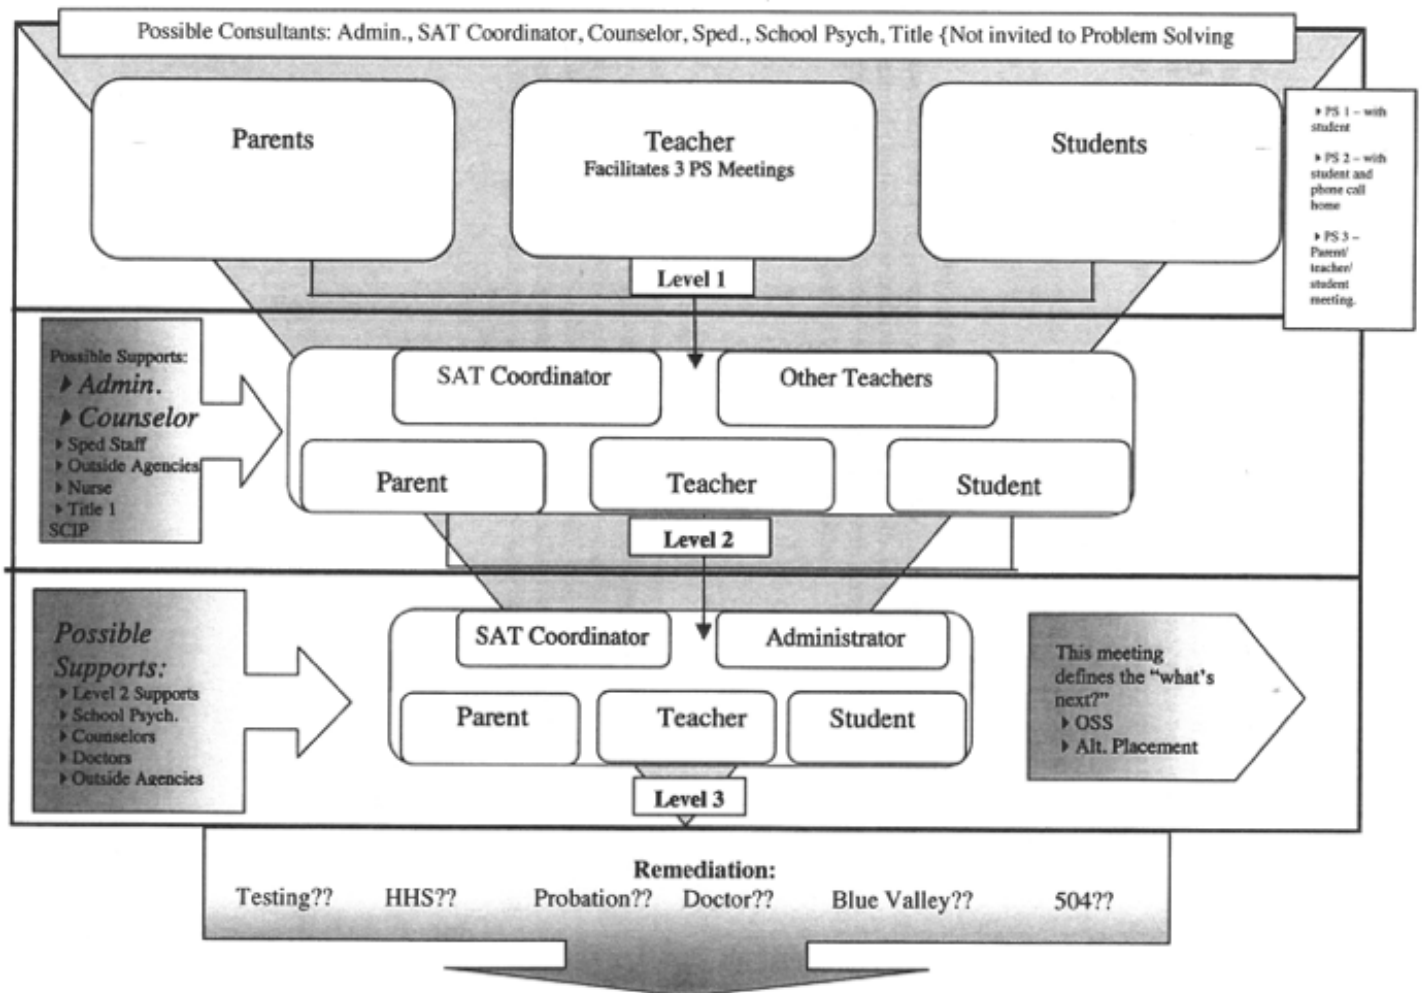 Possible Consultants: Admin., SAT Coordinator, Counselor, Sped., School Psych, Title {Not invited to Problem Solving
Parents
Teacher
Facilitates 3 PS Meetings
Students
PS 1 – with
student
PS 2 – with
student and
phone call
home
PS 3 –
Parent/
teacher/
student
meeting.
Level 1
Possible Supports:
Admin.
Counselor
Sped Staff
Outside Agencies
Nurse
Title 1
SCIP
SAT Coordinator
Other Teachers
Parent
Teacher
Student
Level 2
Possible
Supports:
Level 2 Supports
School Psych.
Counselors
Doctors
Outside Agencies
SAT Coordinator
Administrator
Parent
Teacher
Student
This meeting
defines the “what’s
next?”
OSS
Alt. Placement
Level 3
Remediation:
Testing?? HHS?? Probation?? Doctor?? Blue Valley?? 504??